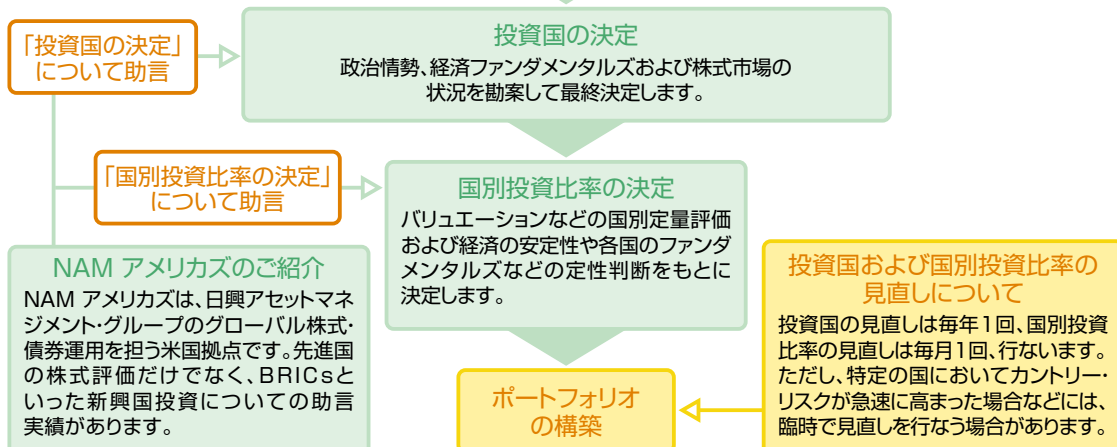 「投資国の決定」
について助言
投資国の決定
政治情勢、経済ファンダメンタルズおよび株式市場の
状況を勘案して最終決定します。
「国別投資比率の決定」
について助言
国別投資比率の決定
バリュエーションなどの国別定量評価
および経済の安定性や各国のファンダ
メンタルズなどの定性判断をもとに
決定します。
NAM アメリカズのご紹介
NAM アメリカズは、日興アセットマネ
ジメント・グループのグローバル株式・
債券運用を担う米国拠点です。先進国
の株式評価だけでなく、BRICsと
いった新興国投資についての助言
実績があります。
投資国および国別投資比率の
見直しについて
投資国の見直しは毎年1回、国別投資
比率の見直しは毎月1回、行ないます。
ただし、特定の国においてカントリー・
リスクが急速に高まった場合などには、
臨時で見直しを行なう場合があります。
ポートフォリオ
の構築